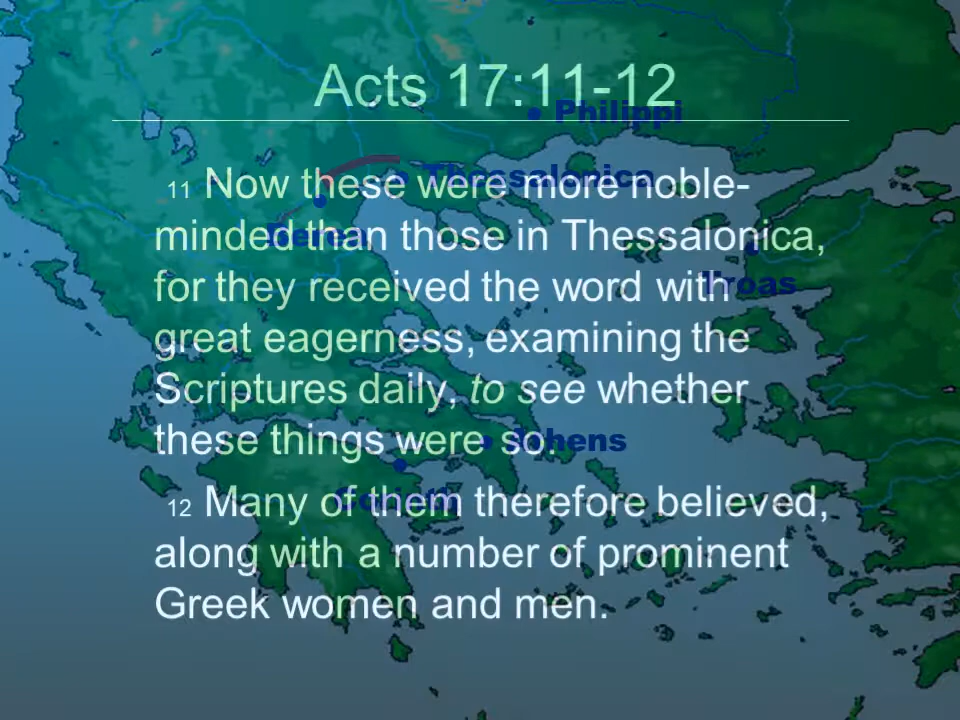 Acts 17:11-12
Philippi
Thessalonica
11 Now these were more noble-
minded than those in Thessalonica,
Berea
for they received the word with
Troas
great eagerness, examining the
Scriptures daily, to see whether
these things were so.
Athens
12 Many of them therefore believed,
Corinth
along with a number of prominent
Greek women and men.